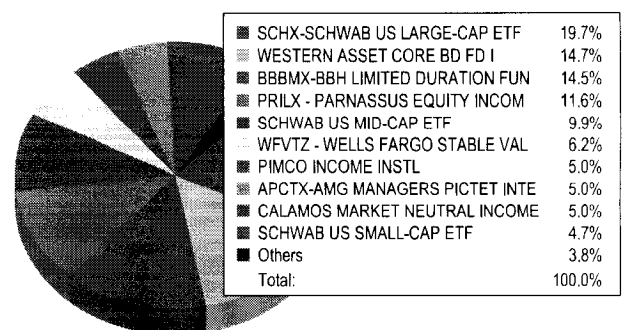 SCHX-SCHWAB US LARGE-CAP ETF 19.7%
WESTERN ASSET CORE BD FD I 14.7%
BBBMX-BBH LIMITED DURATION FUN 14.5%
PRILX - PARNASSUS EQUITY INCOM 11.6%
SCHWAB US MID-CAP ETF 9.9%
WFVTZ - WELLS FARGO STABLE VAL 6.2%
PIMCO INCOME INSTL 5.0%
APCTX-AMG MANAGERS PICTET INTE 5.0%
CALAMOS MARKET NEUTRAL INCOME 5.0%
SCHWAB US SMALL-CAP ETF 4.7%
Others 3.8%
Total: 100.0%